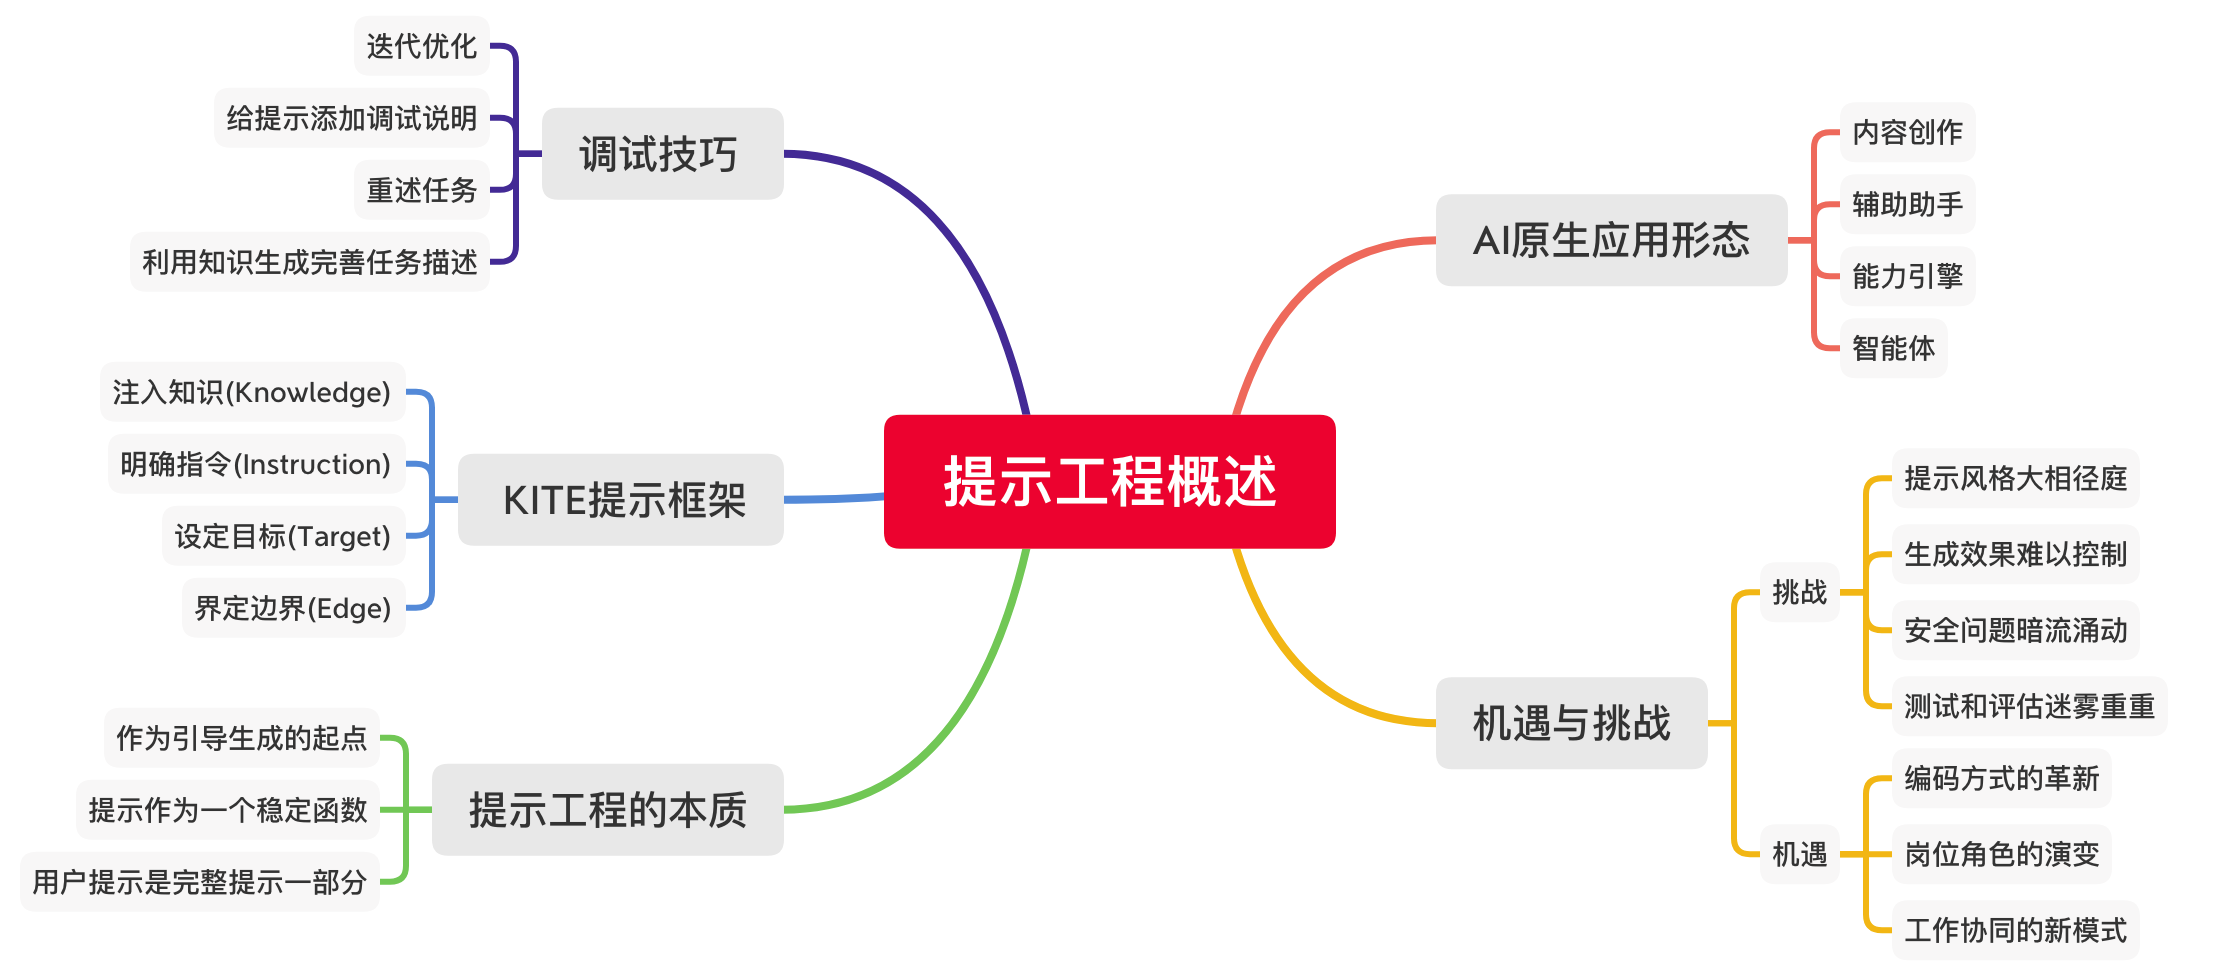 提示工程概述
调试技巧
迭代优化
给提示添加调试说明
重述任务
利用知识生成完善任务描述
KITE提示框架
注入知识(Knowledge)
明确指令(Instruction)
设定目标(Target)
界定边界(Edge)
提示工程的本质
作为引导生成的起点
提示作为一个稳定函数
用户提示是完整提示一部分
AI原生应用形态
内容创作
辅助助手
能力引擎
智能体
机遇与挑战
挑战
提示风格大相径庭
生成效果难以控制
安全问题暗流涌动
测试和评估迷雾重重
机遇
编码方式的革新
岗位角色的演变
工作协同的新模式